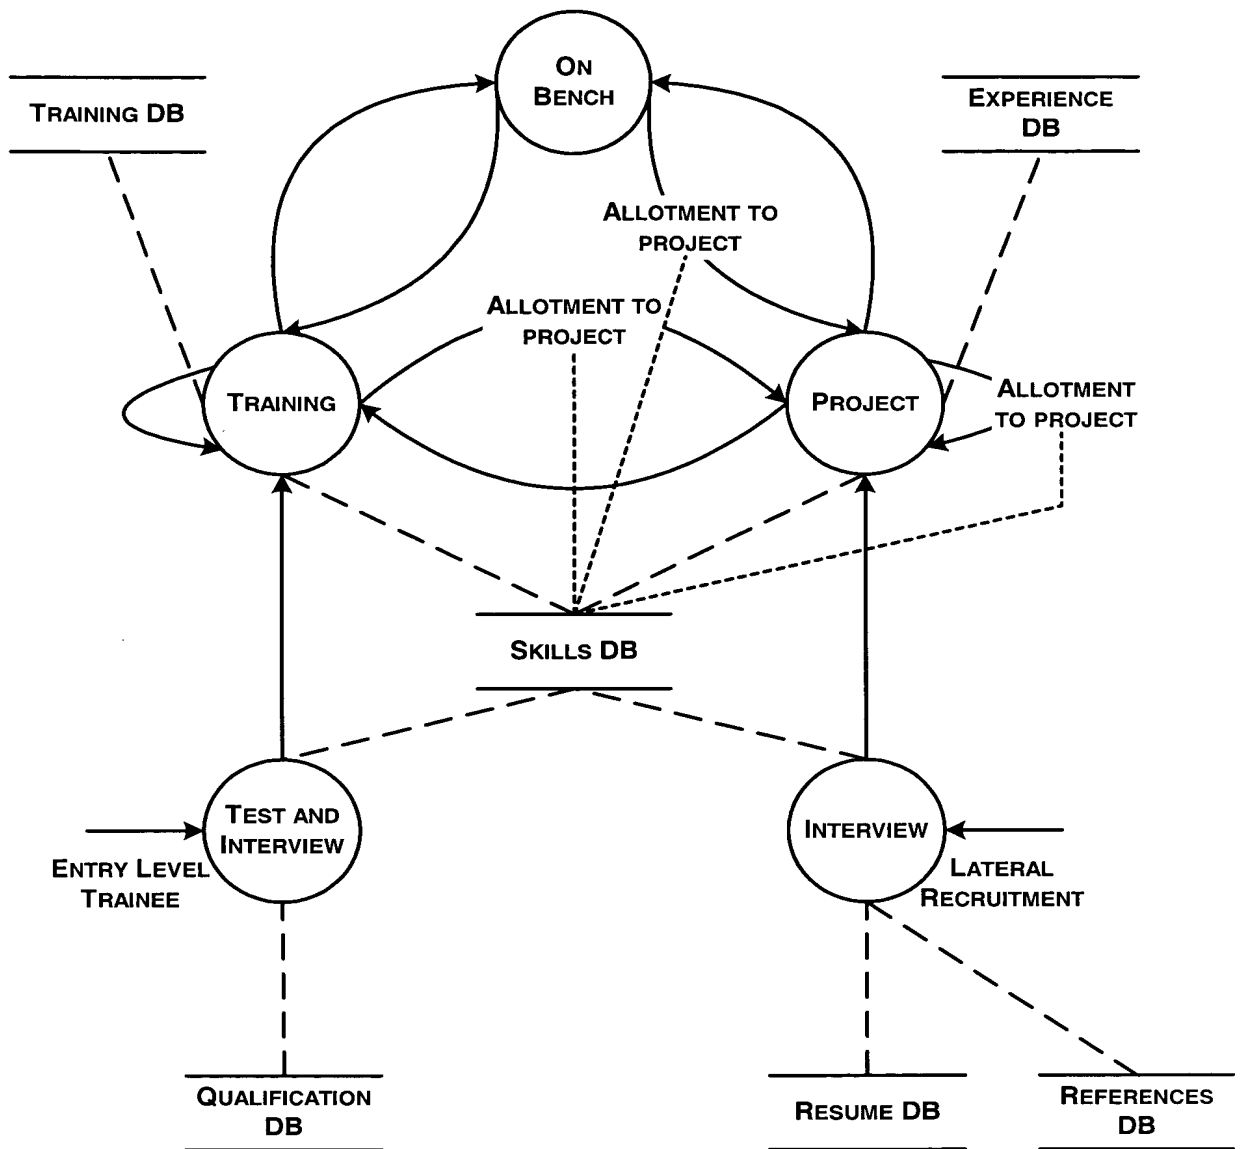 ON
BENCH
TRAINING DB
EXPERIENCE
DB
ALLOTMENT TO
PROJECT
ALLOTMENT TO
PROJECT
TRAINING
PROJECT
ALLOTMENT
TO PROJECT
SKILLS DB
TEST AND
INTERVIEW
INTERVIEW
ENTRY LEVEL
TRAINEE
LATERAL
RECRUITMENT
QUALIFICATION
DB
RESUME DB
REFERENCES
DB